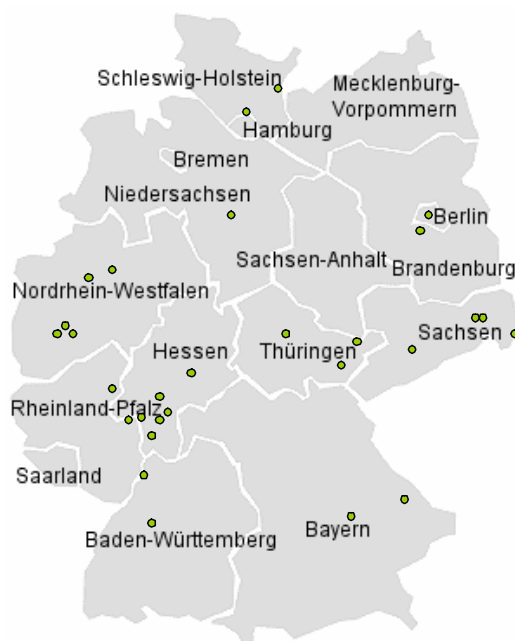 Schleswig-Holstein
Mecklenburg-
Vorpommern
Hamburg
Bremen
Niedersachsen
Berlin
Sachsen-Anhalt
Brandenburg
Nordrhein-Westfalen
Sachsen
Hessen
Thüringen
Rheinland-Pfalz
Saarland
Bayern
Baden-Württemberg